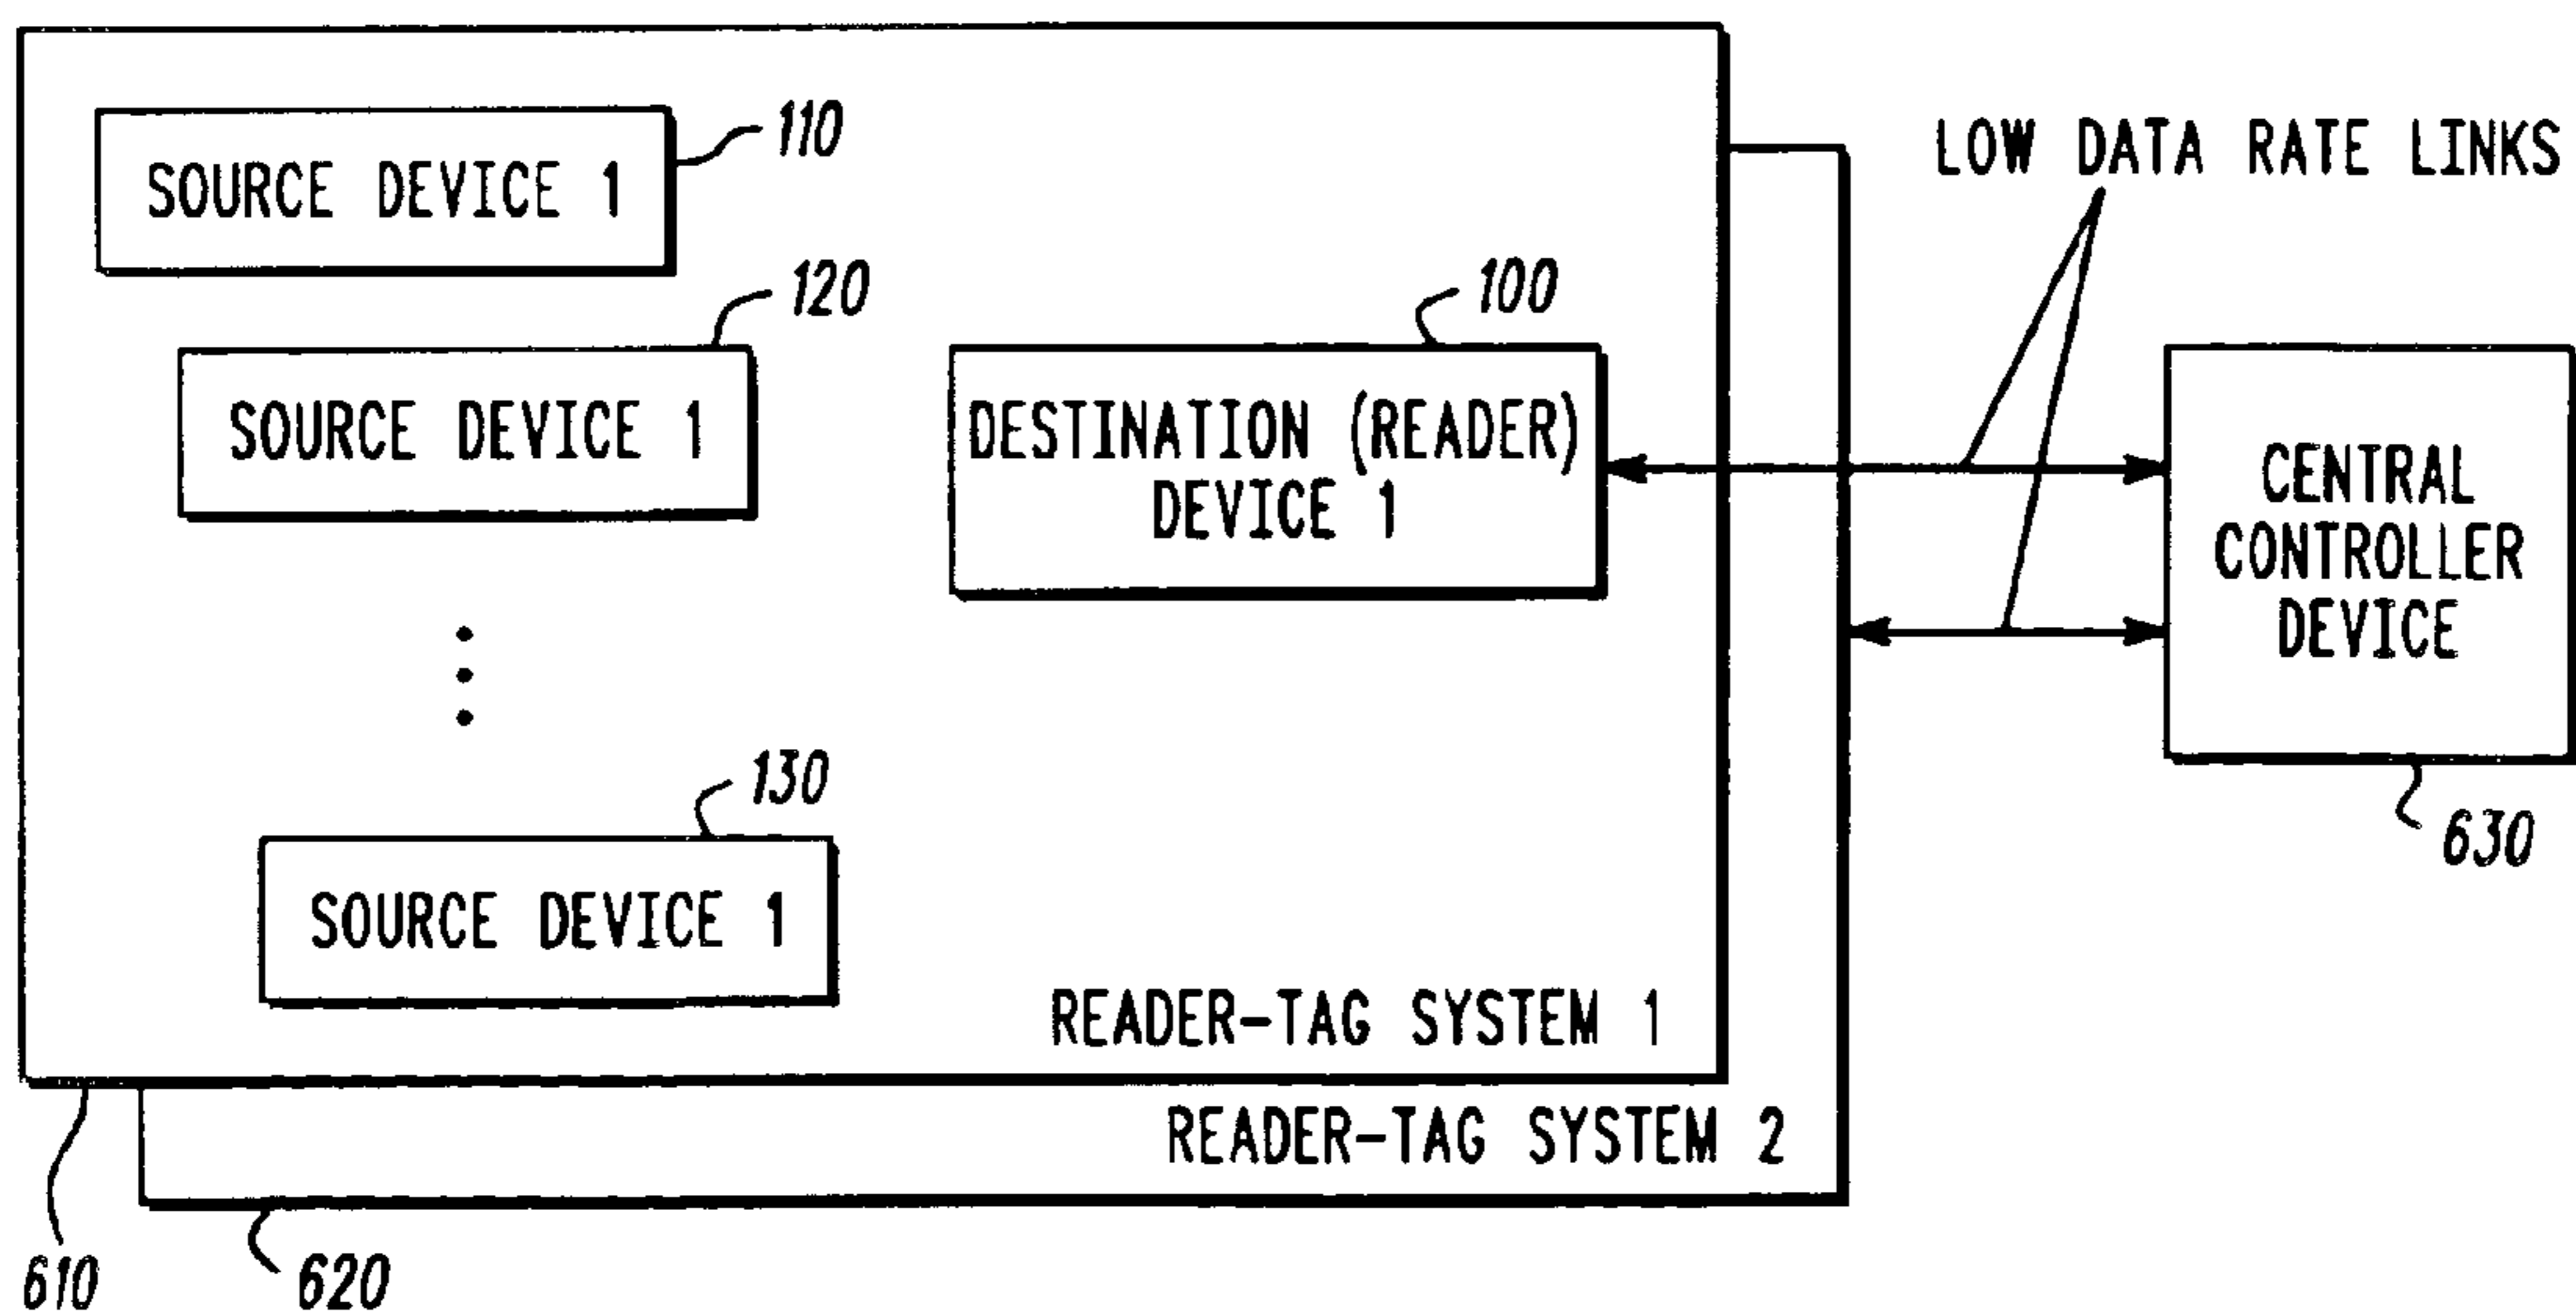 110
SOURCE DEVICE 1
120
SOURCE DEVICE 1
130
SOURCE DEVICE 1
100
DESTINATION (READER)
DEVICE 1
READER-TAG SYSTEM 1
READER-TAG SYSTEM 2
610
620
LOW DATA RATE LINKS
CENTRAL
CONTROLLER
DEVICE
630